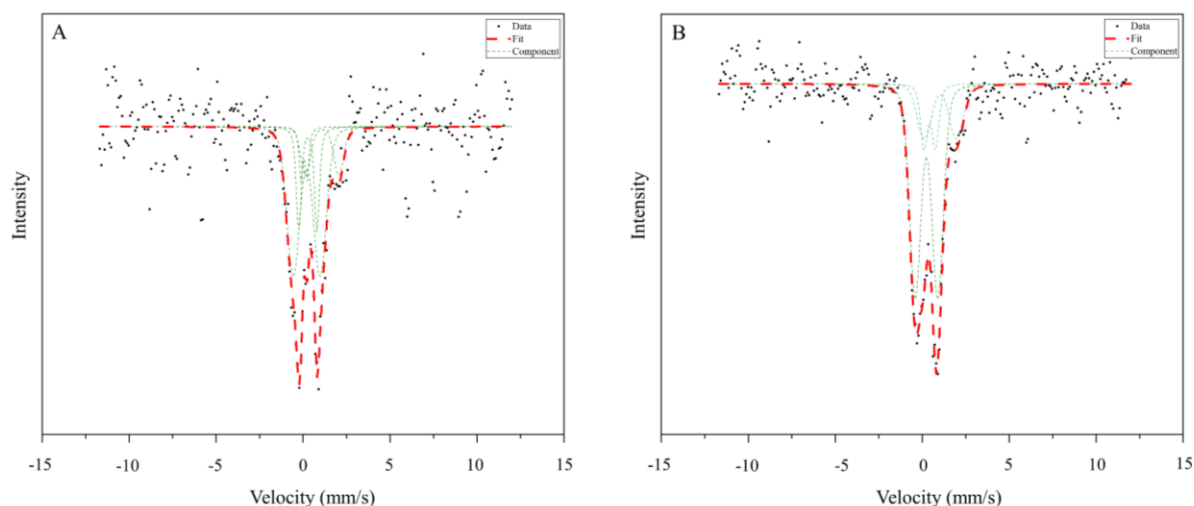 A
Data
Fit
Component
Intensity
-15
-10
-5
0
5
10
15
Velocity (mm/s)
B
Data
Fit
Component
Intensity
-15
-10
-5
0
5
10
15
Velocity (mm/s)